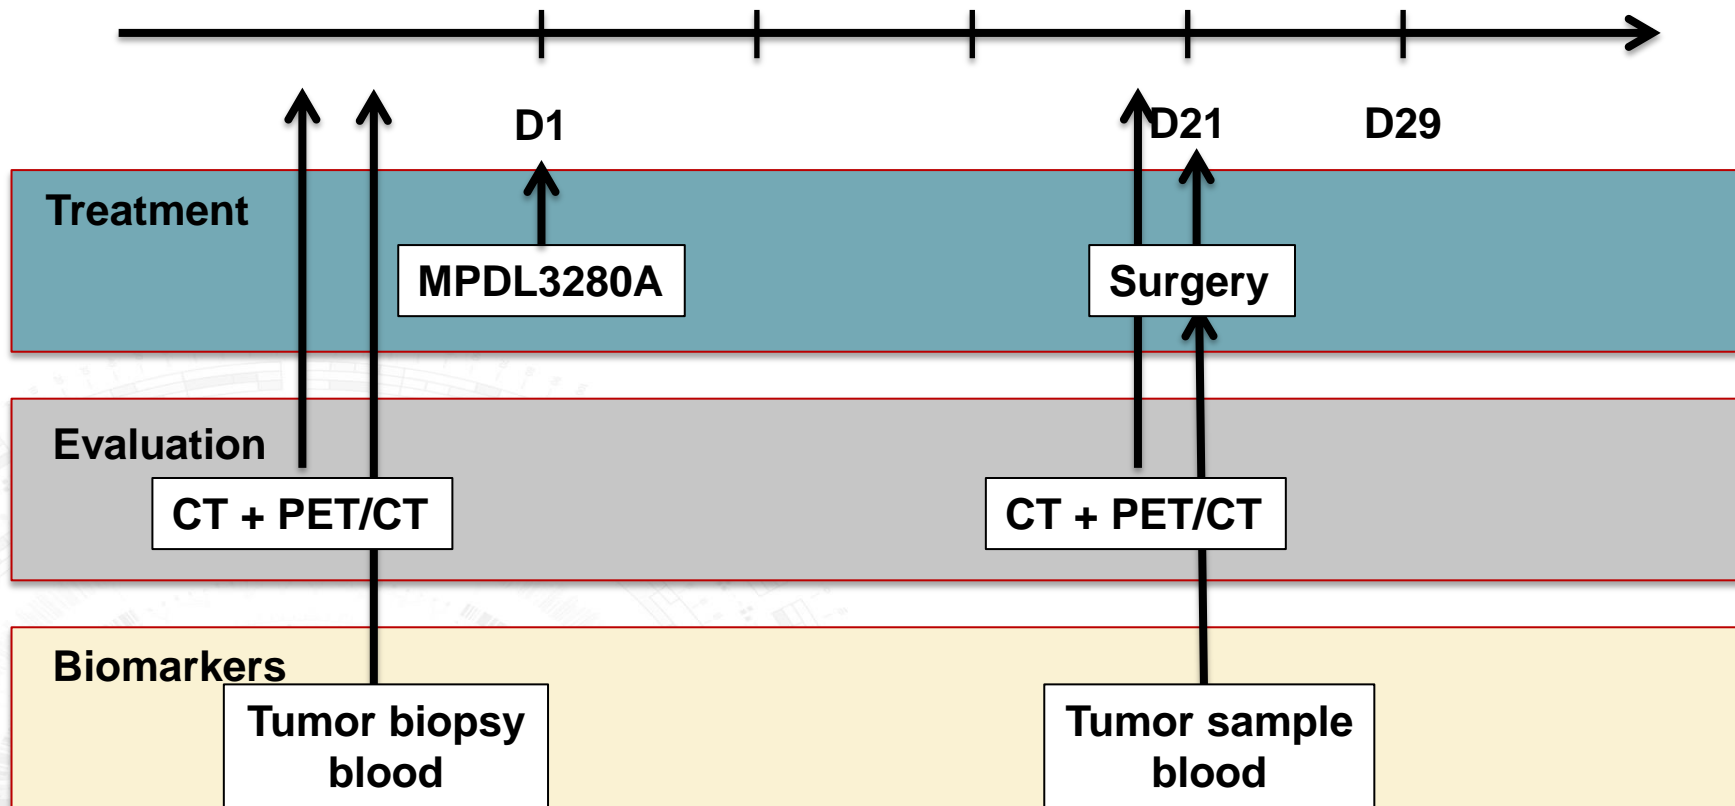 D1
D21
D29
Treatment
MPDL3280A
Surgery
Evaluation
CT + PET/CT
CT + PET/CT
Biomarkers
Tumor biopsy
blood
Tumor sample
blood